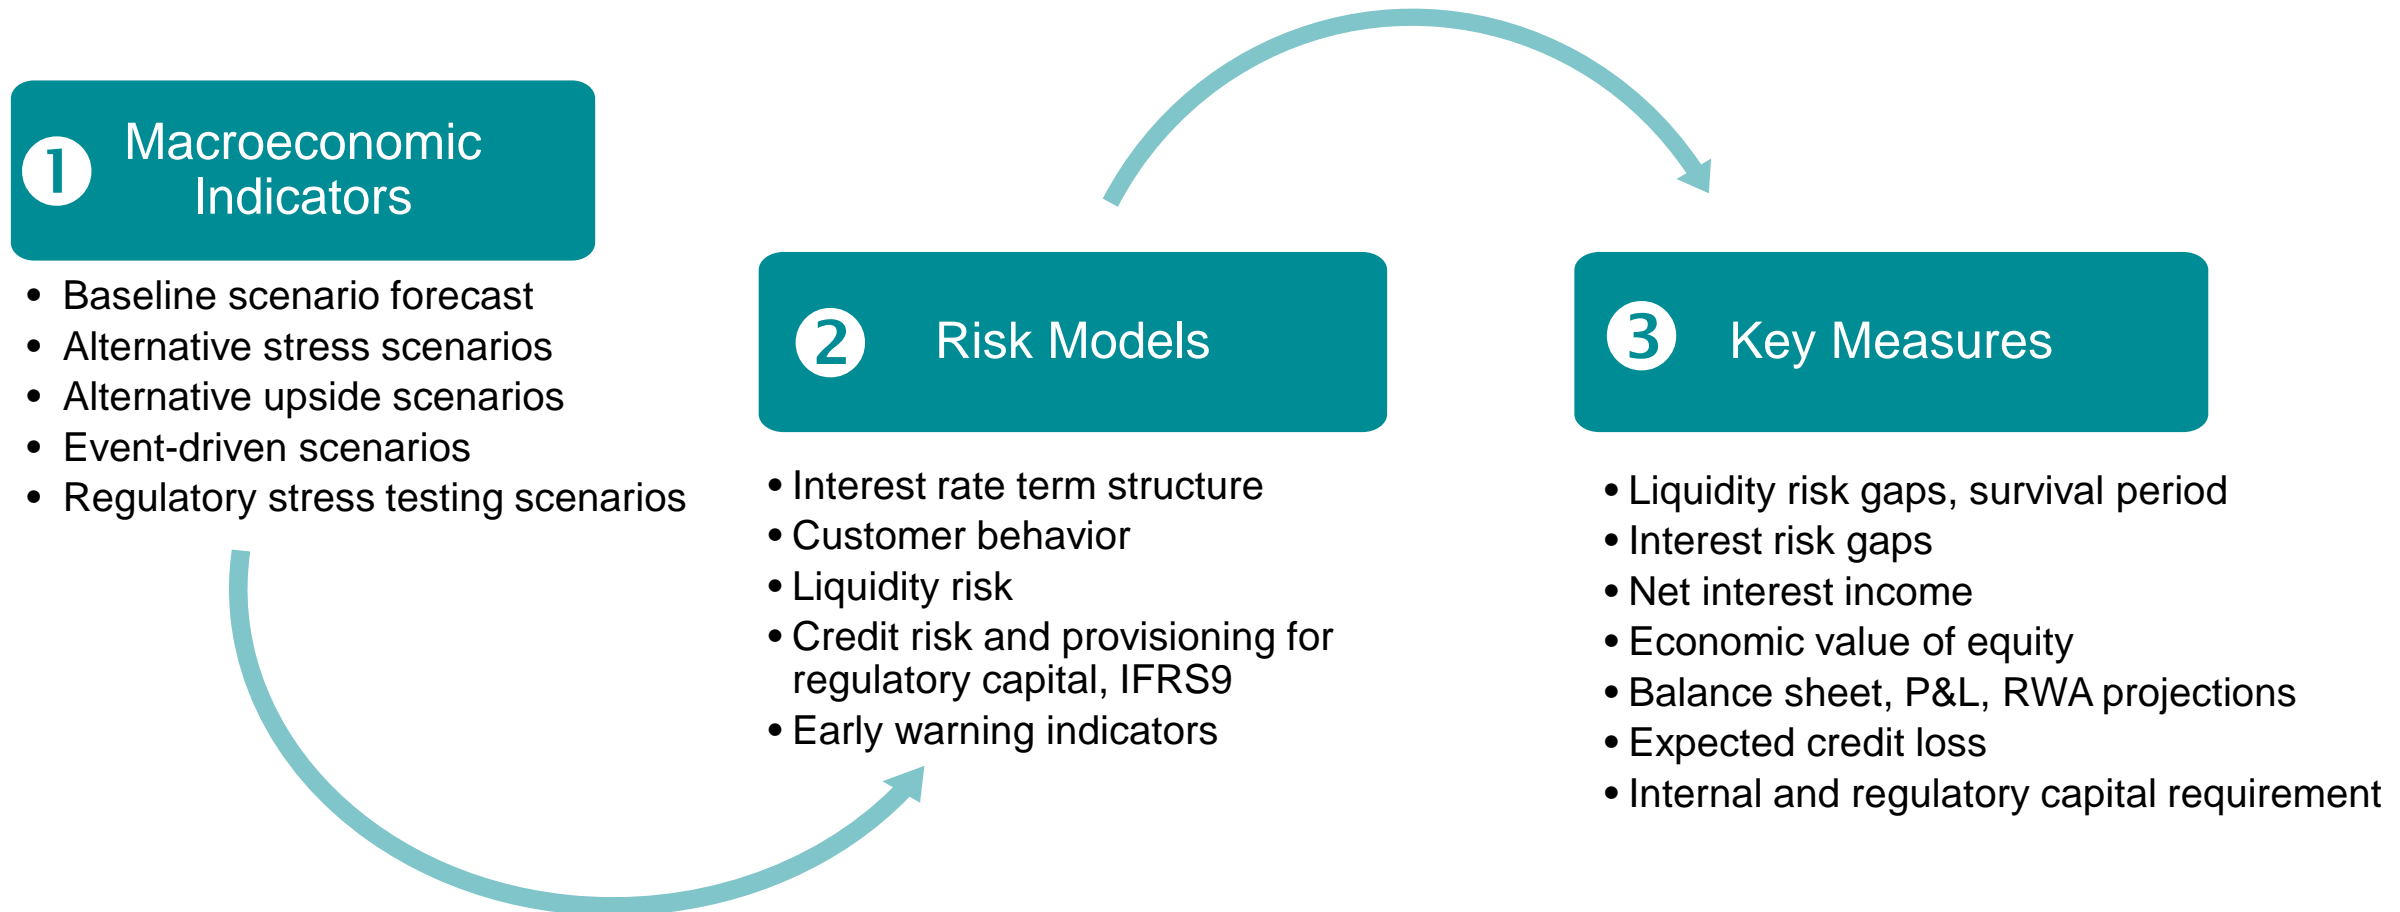 ❶
Macroeconomic
Indicators
• Baseline scenario forecast
• Alternative stress scenarios
• Alternative upside scenarios
• Event-driven scenarios
• Regulatory stress testing scenarios
❷ Risk Models
• Interest rate term structure
• Customer behavior
• Liquidity risk
• Credit risk and provisioning for
regulatory capital, IFRS9
• Early warning indicators
❸ Key Measures
• Liquidity risk gaps, survival period
• Interest risk gaps
• Net interest income
• Economic value of equity
• Balance sheet, P&L, RWA projections
• Expected credit loss
• Internal and regulatory capital requirement